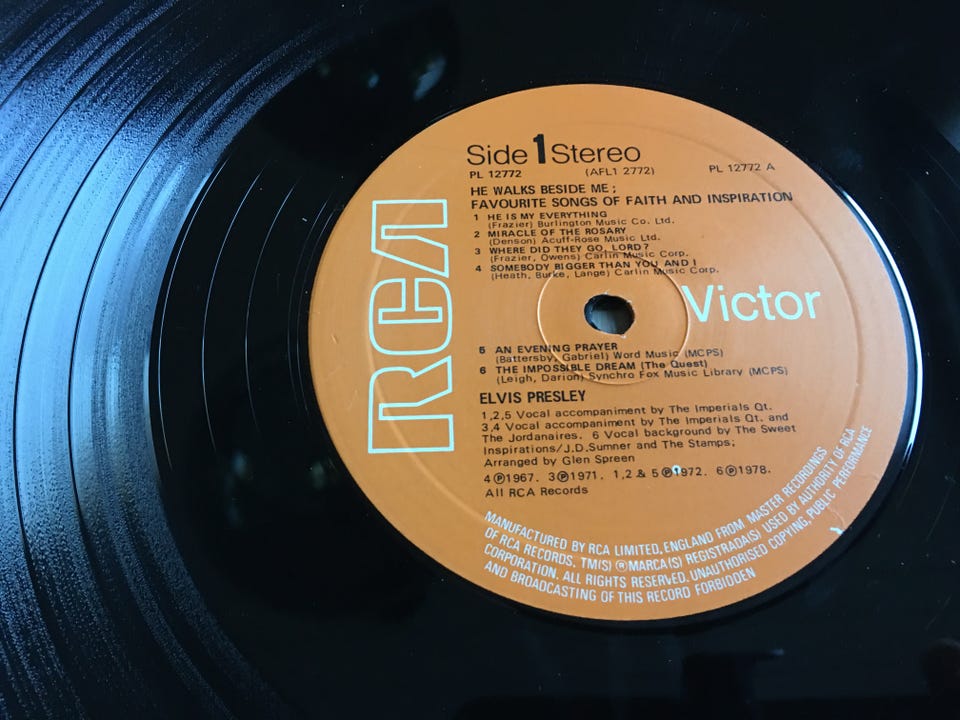 RCA
Side 1 Stereo
PL 12772 (AFL1 2772) PL 12772 A
HE WALKS BESIDE ME;
FAVOURITE SONGS OF FAITH AND INSPIRATION
1 HE IS MY EVERYTHING
(Frazier) Burlington Music Co. Ltd.
2 MIRACLE OF THE ROSARY
(Denson) Acuff-Rose Music Ltd.
3 WHERE DID THEY GO, LORD?
(Frazier, Owens) Carlin Music Corp.
4 SOMEBODY BIGGER THAN YOU AND I
(Heath, Burke, Lange) Carlin Music Corp.
Victor
5 AN EVENING PRAYER
(Battersby, Gabriel) Word Music (MCPS)
6 THE IMPOSSIBLE DREAM (The Quest)
(Leigh, Darion) Synchro Fox Music Library (MCPS)
ELVIS PRESLEY
1,2,5 Vocal accompaniment by The Imperials Qt.
3,4 Vocal accompaniment by The Imperials Qt. and
The Jordanaires. 6 Vocal background by The Sweet
Inspirations/J.D.Sumner and The Stamps;
Arranged by Glen Spreen
4 ℗1967. 3℗1971. 1,2 & 5 ℗1972. 6℗1978.
All RCA Records
MANUFACTURED BY RCA LIMITED, ENGLAND FROM MASTER RECORDINGS
OF RCA RECORDS. TM(S) ® MARCA(S) REGISTRADA(S) USED BY AUTHORITY OF RCA
CORPORATION. ALL RIGHTS RESERVED. UNAUTHORISED COPYING, PUBLIC PERFORMANCE
AND BROADCASTING OF THIS RECORD FORBIDDEN